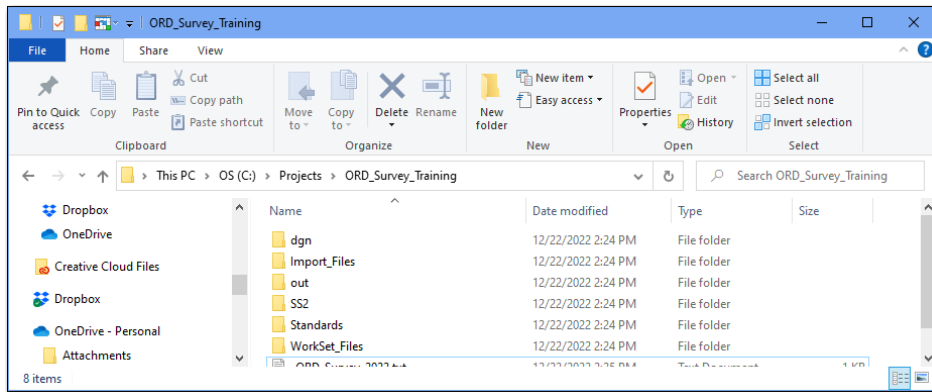 ORD_Survey_Training
File Home Share View
Pin to Quick access
Copy
Paste
Cut
Copy path
Paste shortcut
Clipboard
Move to
Copy to
Delete
Rename
Organize
New folder
New item
Easy access
New
Properties
Open
Edit
History
Open
Select all
Select none
Invert selection
Select
This PC > OS (C:) > Projects > ORD_Survey_Training
Search ORD_Survey_Training
Dropbox
OneDrive
Creative Cloud Files
Dropbox
OneDrive - Personal
Attachments
Name Date modified Type Size
dgn 12/22/2022 2:24 PM File folder
Import_Files 12/22/2022 2:24 PM File folder
out 12/22/2022 2:24 PM File folder
SS2 12/22/2022 2:24 PM File folder
Standards 12/22/2022 2:24 PM File folder
WorkSet_Files 12/22/2022 2:24 PM File folder
Text Document 1 KB
8 items